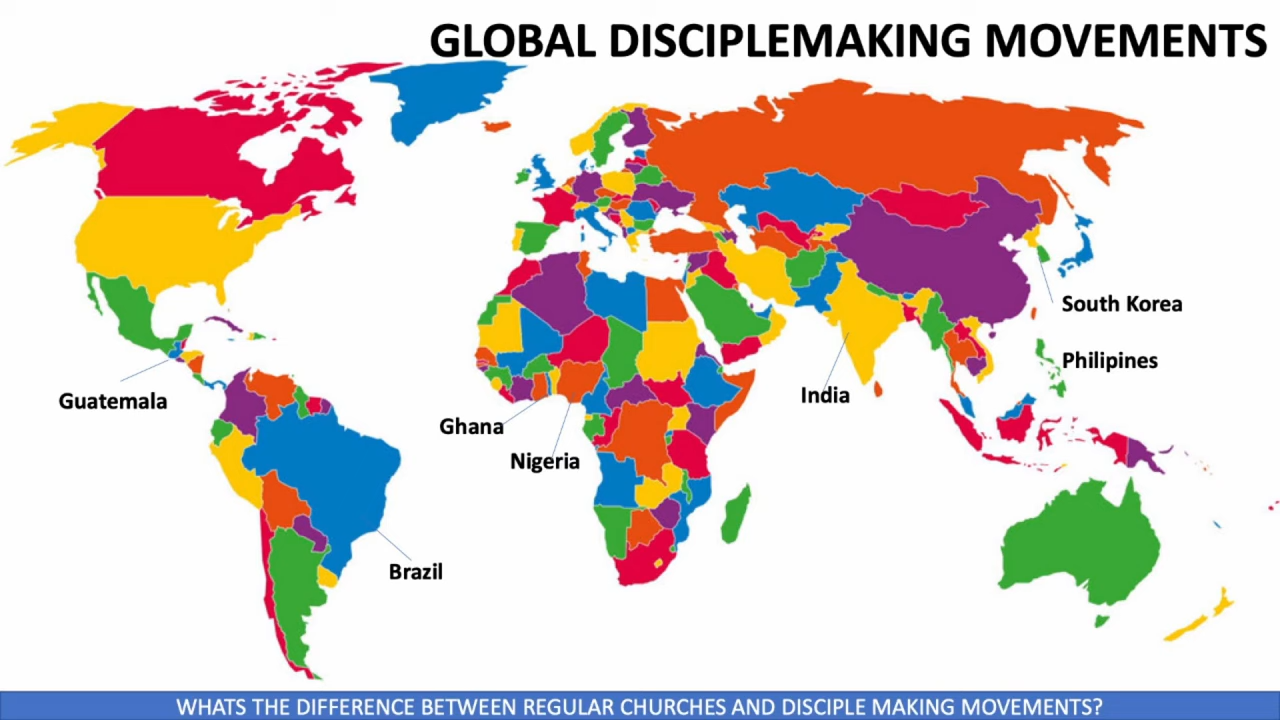 GLOBAL DISCIPLEMAKING MOVEMENTS
South Korea
Philipines
India
Guatemala
Ghana
Nigeria
Brazil
WHATS THE DIFFERENCE BETWEEN REGULAR CHURCHES AND DISCIPLE MAKING MOVEMENTS?